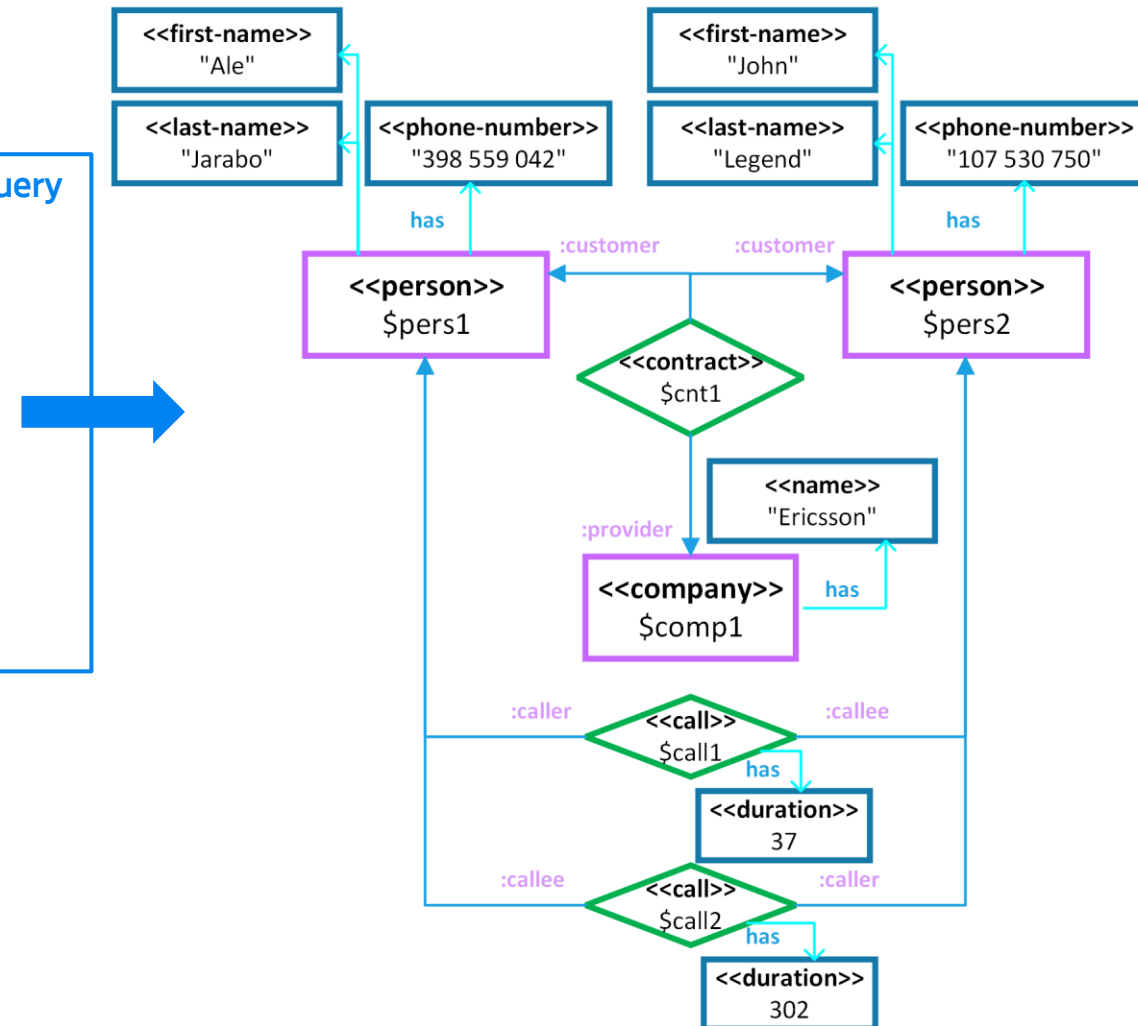 <<first-name>>
"Ale"
<<first-name>>
"John"
<<last-name>>
"Jarabo"
<<phone-number>>
"398 559 042"
<<last-name>>
"Legend"
<<phone-number>>
"107 530 750"
has
has
:customer
:customer
<<person>>
$pers1
<<person>>
$pers2
<<contract>>
$cnt1
<<name>>
"Ericsson"
:provider
<<company>>
$comp1
has
:caller
<<call>>
$call1
:callee
has
<<duration>>
37
:callee
<<call>>
$call2
:caller
has
<<duration>>
302